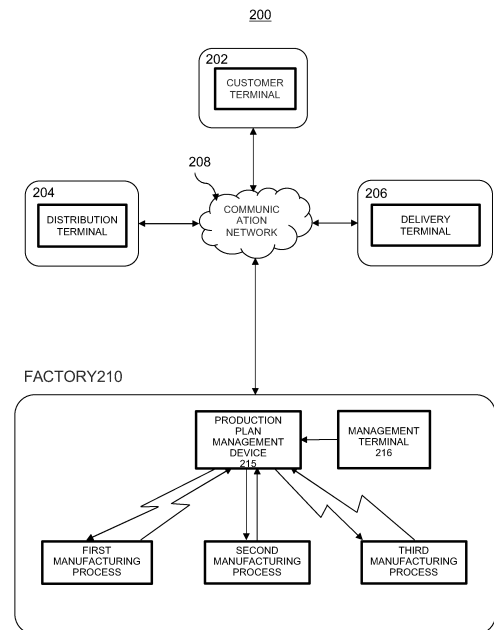 200
202
CUSTOMER
TERMINAL
208
204
DISTRIBUTION
TERMINAL
COMMUNIC
ATION
NETWORK
206
DELIVERY
TERMINAL
FACTORY210
PRODUCTION
PLAN
MANAGEMENT
DEVICE
215
MANAGEMENT
TERMINAL
216
FIRST
MANUFACTURING
PROCESS
SECOND
MANUFACTURING
PROCESS
THIRD
MANUFACTURING
PROCESS